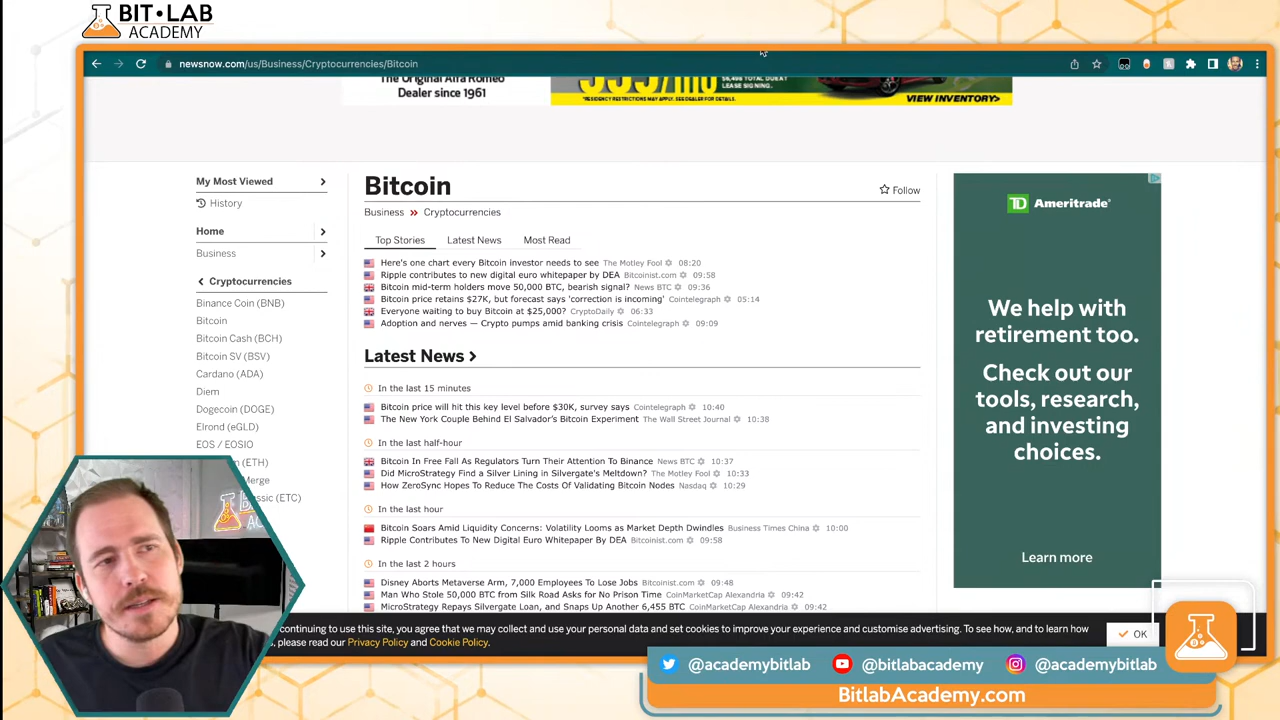 BIT•LAB
ACADEMY
newsnow.com/us/Business/Cryptocurrencies/Bitcoin
The Original Alfa Romeo
Dealer since 1961
*RESIDENCY RESTRICTIONS MAY APPLY. SEE DEALER FOR DETAILS.
LEASE SIGNING.
VIEW INVENTORY>
My Most Viewed
History
Home
Business
Cryptocurrencies
Binance Coin (BNB)
Bitcoin
Bitcoin Cash (BCH)
Bitcoin SV (BSV)
Cardano (ADA)
Diem
Dogecoin (DOGE)
Elrond (eGLD)
EOS / EOSIO
(ETH)
Merge
(ETC)
Bitcoin
Follow
Business » Cryptocurrencies
Top Stories Latest News Most Read
Here's one chart every Bitcoin investor needs to see The Motley Fool 08:20
Ripple contributes to new digital euro whitepaper by DEA Bitcoinist.com 09:58
Bitcoin mid-term holders move 50,000 BTC, bearish signal? News BTC 09:36
Bitcoin price retains $27K, but forecast says 'correction is incoming' Cointelegraph 05:14
Everyone waiting to buy Bitcoin at $25,000? CryptoDaily 06:33
Adoption and nerves — Crypto pumps amid banking crisis Cointelegraph 09:09
Latest News >
In the last 15 minutes
Bitcoin price will hit this key level before $30K, survey says Cointelegraph 10:40
The New York Couple Behind El Salvador's Bitcoin Experiment The Wall Street Journal 10:38
In the last half-hour
Bitcoin In Free Fall As Regulators Turn Their Attention To Binance News BTC 10:37
Did MicroStrategy Find a Silver Lining in Silvergate's Meltdown? The Motley Fool 10:33
How ZeroSync Hopes To Reduce The Costs Of Validating Bitcoin Nodes Nasdaq 10:29
In the last hour
Bitcoin Soars Amid Liquidity Concerns: Volatility Looms as Market Depth Dwindles Business Times China 10:00
Ripple Contributes To New Digital Euro Whitepaper By DEA Bitcoinist.com 09:58
In the last 2 hours
Disney Aborts Metaverse Arm, 7,000 Employees To Lose Jobs Bitcoinist.com 09:48
Man Who Stole 50,000 BTC from Silk Road Asks for No Prison Time CoinMarketCap Alexandria 09:42
MicroStrategy Repays Silvergate Loan, and Snaps Up Another 6,455 BTC CoinMarketCap Alexandria 09:42
TD Ameritrade
We help with
retirement too.
Check out our
tools, research,
and investing
choices.
Learn more
continuing to use this site, you agree that we may collect and use your personal data and set cookies to improve your experience and customise advertising. To see how, and to learn how
please read our Privacy Policy and Cookie Policy.
OK
@academybitlab @bitlabacademy @academybitlab
BitlabAcademy.com